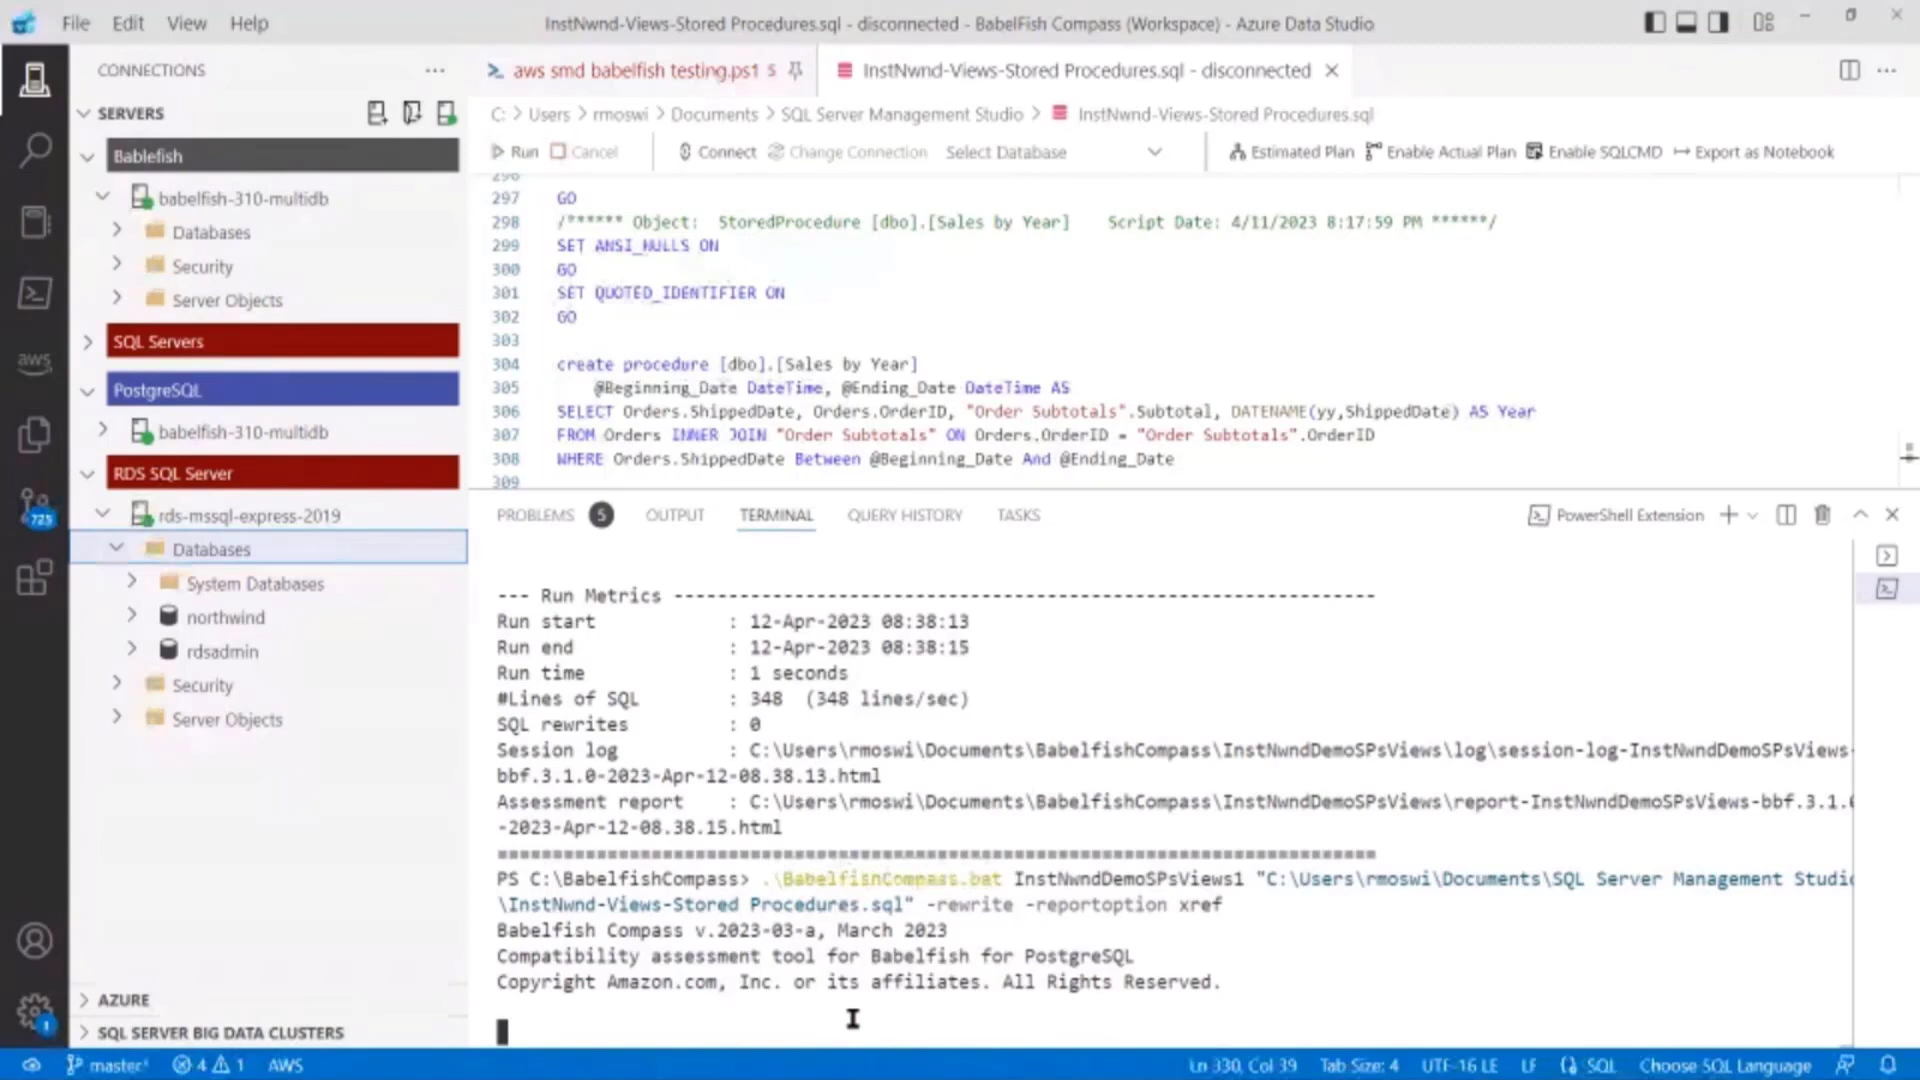 File Edit View Help
InstNwnd-Views-Stored Procedures.sql - disconnected - BabelFish Compass (Workspace) - Azure Data Studio
CONNECTIONS
aws smd babelfish testing.ps1 5
InstNwnd-Views-Stored Procedures.sql - disconnected
SERVERS
C: > Users > rmoswi > Documents > SQL Server Management Studio > InstNwnd-Views-Stored Procedures.sql
Run Cancel Connect Change Connection Select Database Estimated Plan Enable Actual Plan Enable SQLCMD Export as Notebook
Bablefish
babelfish-310-multidb
Databases
Security
Server Objects
SQL Servers
PostgreSQL
babelfish-310-multidb
RDS SQL Server
rds-mssql-express-2019
Databases
System Databases
northwind
rdsadmin
Security
Server Objects
AZURE
SQL SERVER BIG DATA CLUSTERS
aws
725
1
296
297 GO
298 /****** Object: StoredProcedure [dbo].[Sales by Year] Script Date: 4/11/2023 8:17:59 PM ******/
299 SET ANSI_NULLS ON
300 GO
301 SET QUOTED_IDENTIFIER ON
302 GO
303
304 create procedure [dbo].[Sales by Year]
305 @Beginning_Date DateTime, @Ending_Date DateTime AS
306 SELECT Orders.ShippedDate, Orders.OrderID, "Order Subtotals".Subtotal, DATENAME(yy,ShippedDate) AS Year
307 FROM Orders INNER JOIN "Order Subtotals" ON Orders.OrderID = "Order Subtotals".OrderID
308 WHERE Orders.ShippedDate Between @Beginning_Date And @Ending_Date
309
PROBLEMS 5 OUTPUT TERMINAL QUERY HISTORY TASKS
PowerShell Extension
--- Run Metrics ----------------------------------------------------------------
Run start : 12-Apr-2023 08:38:13
Run end : 12-Apr-2023 08:38:15
Run time : 1 seconds
#Lines of SQL : 348 (348 lines/sec)
SQL rewrites : 0
Session log : C:\Users\rmoswi\Documents\BabelfishCompass\InstNwndDemoSPsViews\log\session-log-InstNwndDemoSPsViews-
bbf.3.1.0-2023-Apr-12-08.38.13.html
Assessment report : C:\Users\rmoswi\Documents\BabelfishCompass\InstNwndDemoSPsViews\report-InstNwndDemoSPsViews-bbf.3.1.0
-2023-Apr-12-08.38.15.html
================================================================================
PS C:\BabelfishCompass> .\BabelfishCompass.bat InstNwndDemoSPsViews1 "C:\Users\rmoswi\Documents\SQL Server Management Studio
\InstNwnd-Views-Stored Procedures.sql" -rewrite -reportoption xref
Babelfish Compass v.2023-03-a, March 2023
Compatibility assessment tool for Babelfish for PostgreSQL
Copyright Amazon.com, Inc. or its affiliates. All Rights Reserved.
master* 4 1 AWS
Ln 330, Col 39 Tab Size: 4 UTF-16 LE LF SQL Choose SQL Language